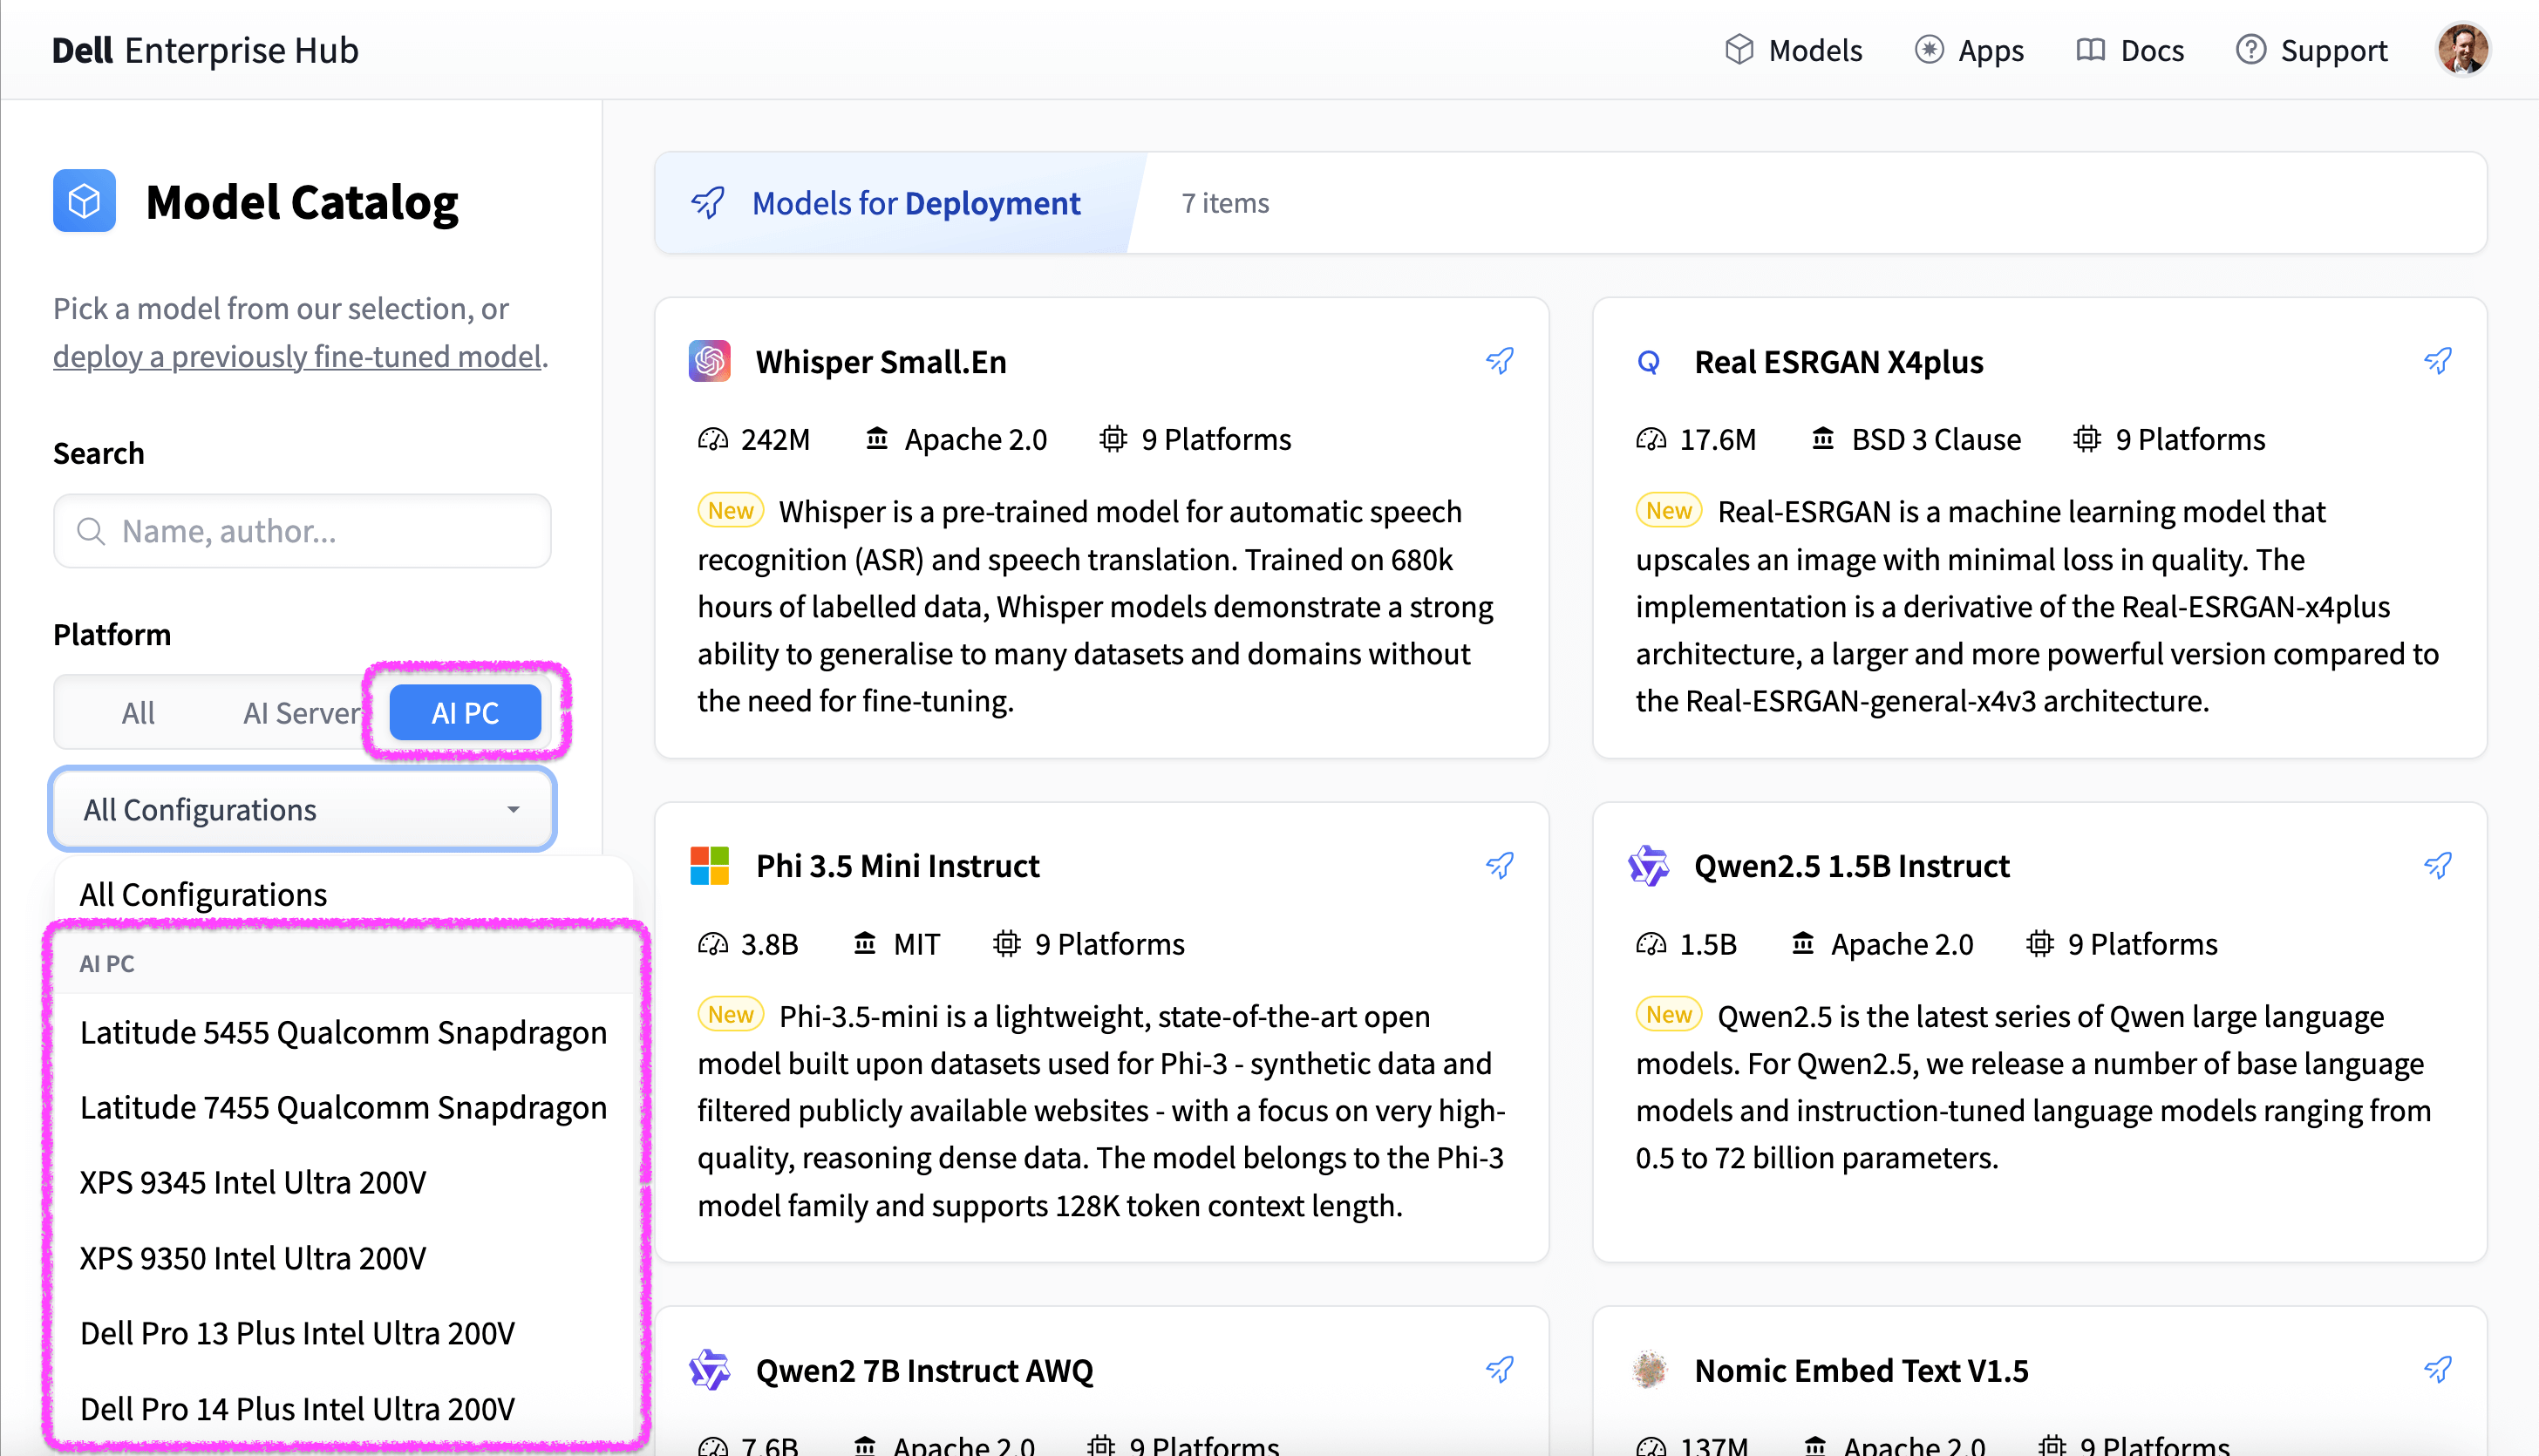 Dell Enterprise Hub
Models
Apps
Docs
Support
Model Catalog
Pick a model from our selection, or
deploy a previously fine-tuned model.
Search
Name, author...
Platform
All
AI Server
AI PC
All Configurations
All Configurations
AI PC
Latitude 5455 Qualcomm Snapdragon
Latitude 7455 Qualcomm Snapdragon
XPS 9345 Intel Ultra 200V
XPS 9350 Intel Ultra 200V
Dell Pro 13 Plus Intel Ultra 200V
Dell Pro 14 Plus Intel Ultra 200V
Models for Deployment
7 items
Whisper Small.En
242M
Apache 2.0
9 Platforms
New Whisper is a pre-trained model for automatic speech
recognition (ASR) and speech translation. Trained on 680k
hours of labelled data, Whisper models demonstrate a strong
ability to generalise to many datasets and domains without
the need for fine-tuning.
Real ESRGAN X4plus
17.6M
BSD 3 Clause
9 Platforms
New Real-ESRGAN is a machine learning model that
upscales an image with minimal loss in quality. The
implementation is a derivative of the Real-ESRGAN-x4plus
architecture, a larger and more powerful version compared to
the Real-ESRGAN-general-x4v3 architecture.
Phi 3.5 Mini Instruct
3.8B
MIT
9 Platforms
New Phi-3.5-mini is a lightweight, state-of-the-art open
model built upon datasets used for Phi-3 - synthetic data and
filtered publicly available websites - with a focus on very high-
quality, reasoning dense data. The model belongs to the Phi-3
model family and supports 128K token context length.
Qwen2.5 1.5B Instruct
1.5B
Apache 2.0
9 Platforms
New Qwen2.5 is the latest series of Qwen large language
models. For Qwen2.5, we release a number of base language
models and instruction-tuned language models ranging from
0.5 to 72 billion parameters.
Qwen2 7B Instruct AWQ
7.6B
Apache 2.0
9 Platforms
Nomic Embed Text V1.5
137M
Apache 2.0
9 Platforms